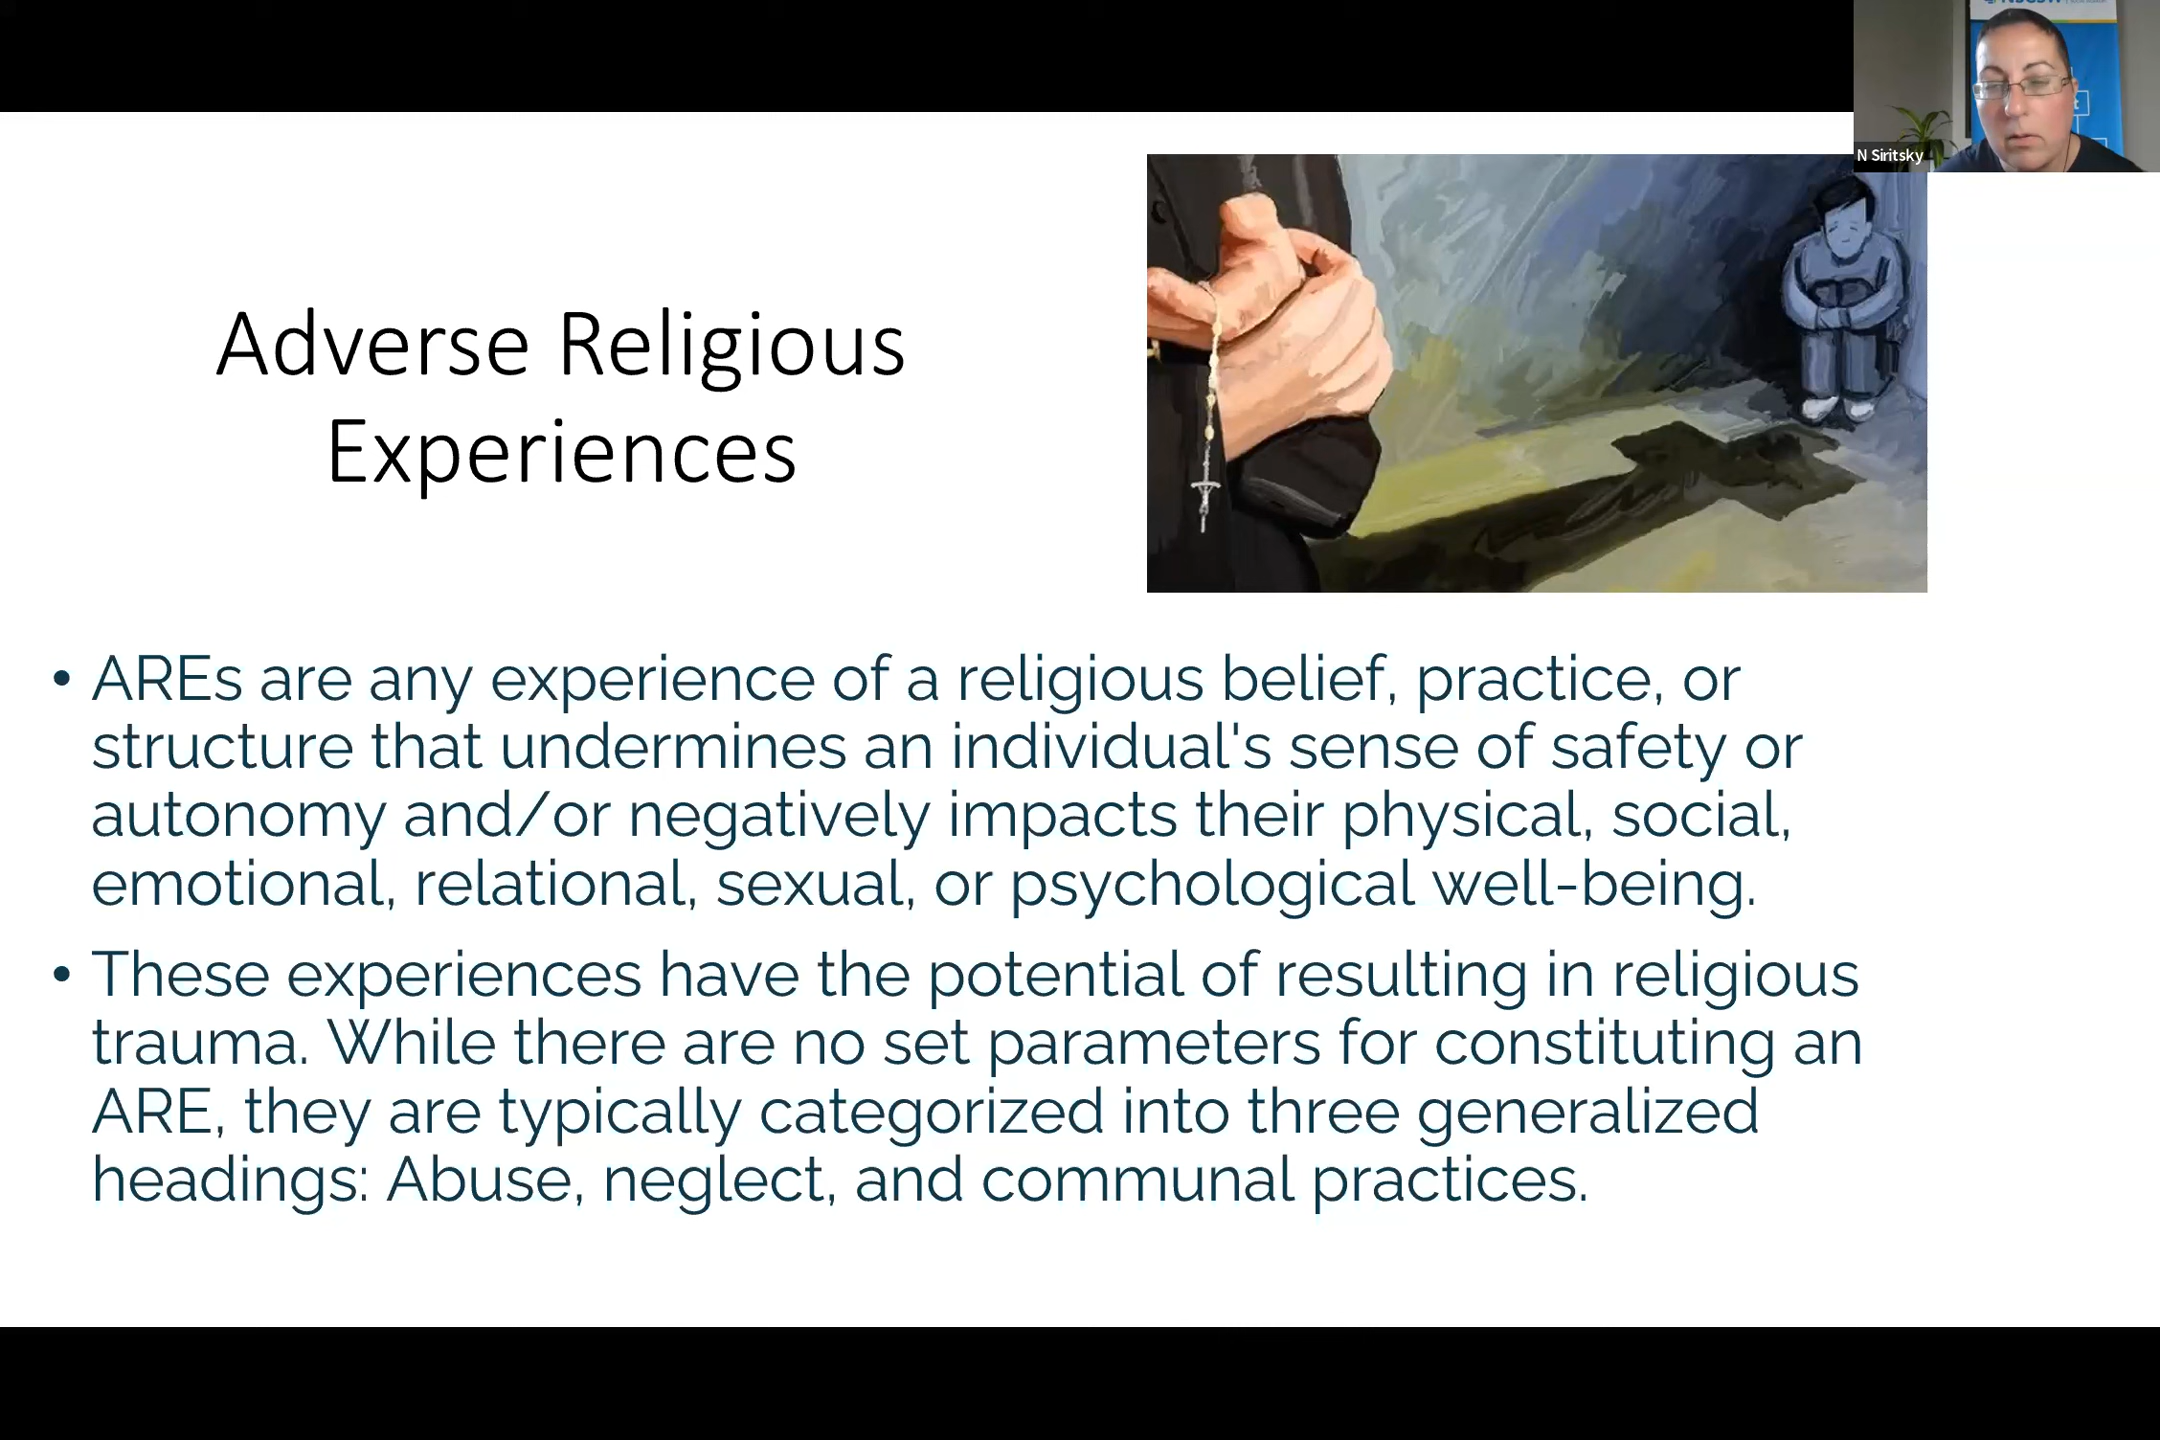 N Siritsky
Adverse Religious
Experiences
• AREs are any experience of a religious belief, practice, or
structure that undermines an individual's sense of safety or
autonomy and/or negatively impacts their physical, social,
emotional, relational, sexual, or psychological well-being.
• These experiences have the potential of resulting in religious
trauma. While there are no set parameters for constituting an
ARE, they are typically categorized into three generalized
headings: Abuse, neglect, and communal practices.